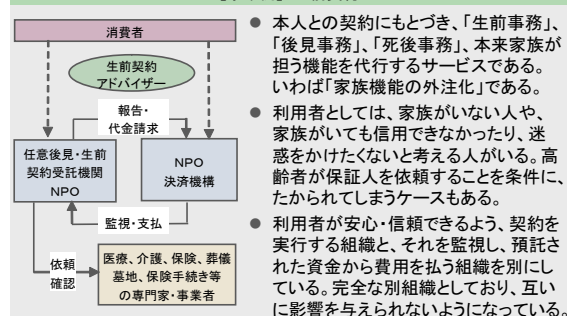 消費者
生前契約
アドバイザー
報告・
代金請求
任意後見・生前
契約受託機関
NPO
NPO
決済機構
監視・支払
依頼
確認
医療、介護、保険、葬儀
墓地、保険手続き等
の専門家・事業者
● 本人との契約にもとづき、「生前事務」、
「後見事務」、「死後事務」、本来家族が
担う機能を代行するサービスである。
いわば「家族機能の外注化」である。
● 利用者としては、家族がいない人や、
家族がいても信用できなかったり、迷
惑をかけたくないと考える人がいる。高
齢者が保証人を依頼することを条件に、
たかられてしまうケースもある。
● 利用者が安心・信頼できるよう、契約を
実行する組織と、それを監視し、預託さ
れた資金から費用を払う組織を別にし
ている。完全な別組織としており、互い
に影響を与えられないようになっている。